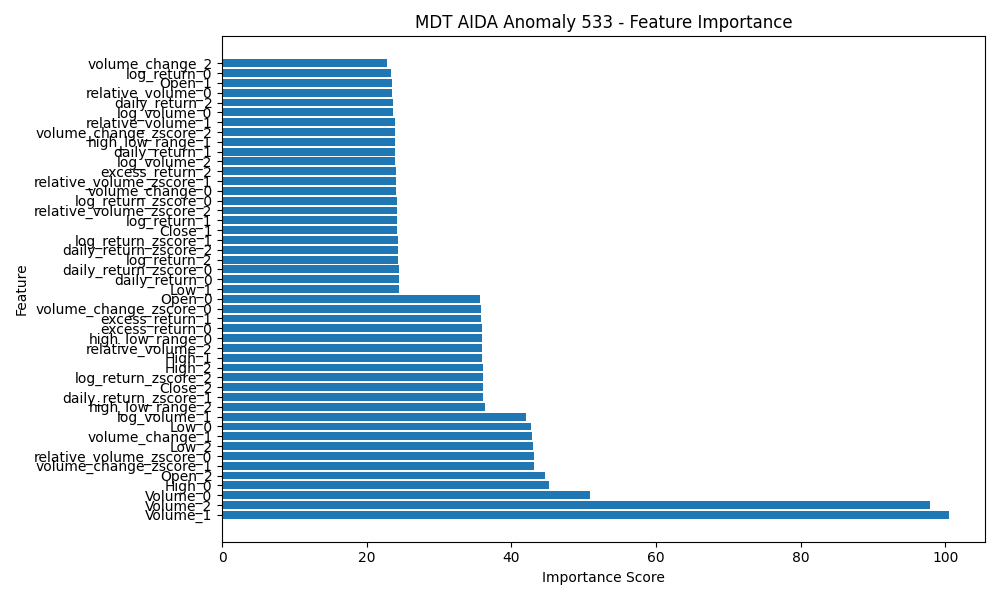 MDT AIDA Anomaly 533 - Feature Importance
volume_change_2
log_return_0
Open_1
relative_volume_0
daily_return_2
log_volume_0
relative_volume_1
volume_change_zscore_2
high_low_range_1
daily_return_1
log_volume_2
excess_return_2
relative_volume_zscore_1
volume_change_0
log_return_zscore_0
relative_volume_zscore_2
log_return_1
Close_1
log_return_zscore_1
daily_return_zscore_2
log_return_2
daily_return_zscore_0
daily_return_0
Low_1
Open_0
volume_change_zscore_0
excess_return_1
excess_return_0
high_low_range_0
relative_volume_2
High_1
High_2
log_return_zscore_2
Close_2
daily_return_zscore_1
high_low_range_2
log_volume_1
Low_0
volume_change_1
Low_2
relative_volume_zscore_0
volume_change_zscore_1
Open_2
High_0
Volume_0
Volume_2
Volume_1
Feature
0 20 40 60 80 100
Importance Score